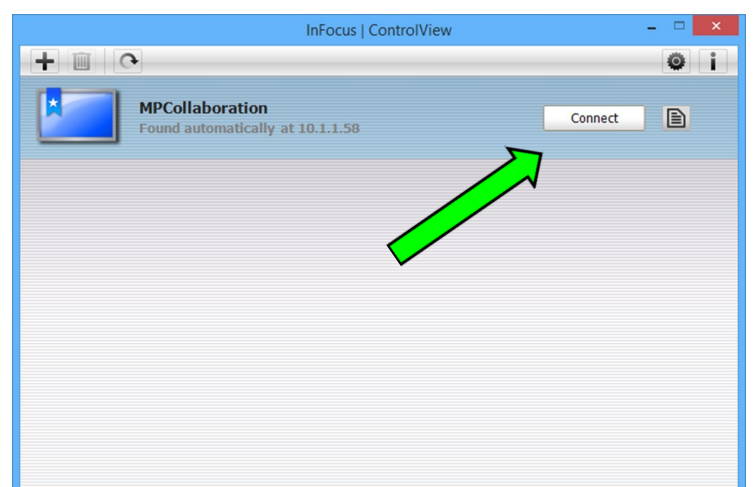 InFocus | ControlView
MPCollaboration
Connect
Found automatically at 10.1.1.58